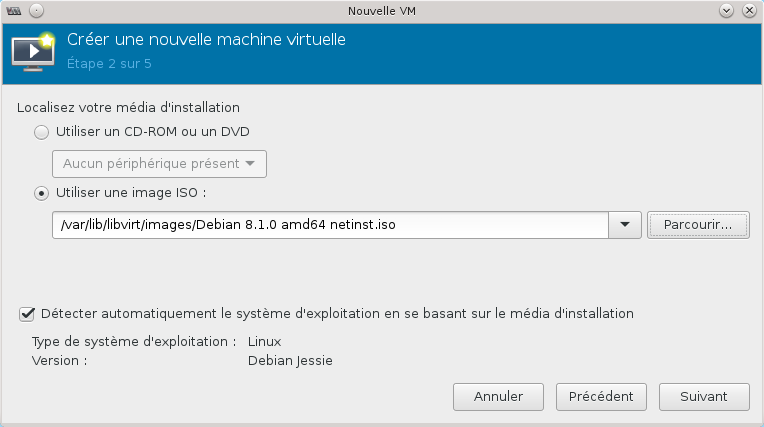 Nouvelle VM
Créer une nouvelle machine virtuelle
Étape 2 sur 5
Localisez votre média d'installation
Utiliser un CD-ROM ou un DVD
Aucun périphérique présent
Utiliser une image ISO :
/var/lib/libvirt/images/Debian 8.1.0 amd64 netinst.iso
Parcourir...
Détecter automatiquement le système d'exploitation en se basant sur le média d'installation
Type de système d'exploitation : Linux
Version : Debian Jessie
Annuler Précédent Suivant